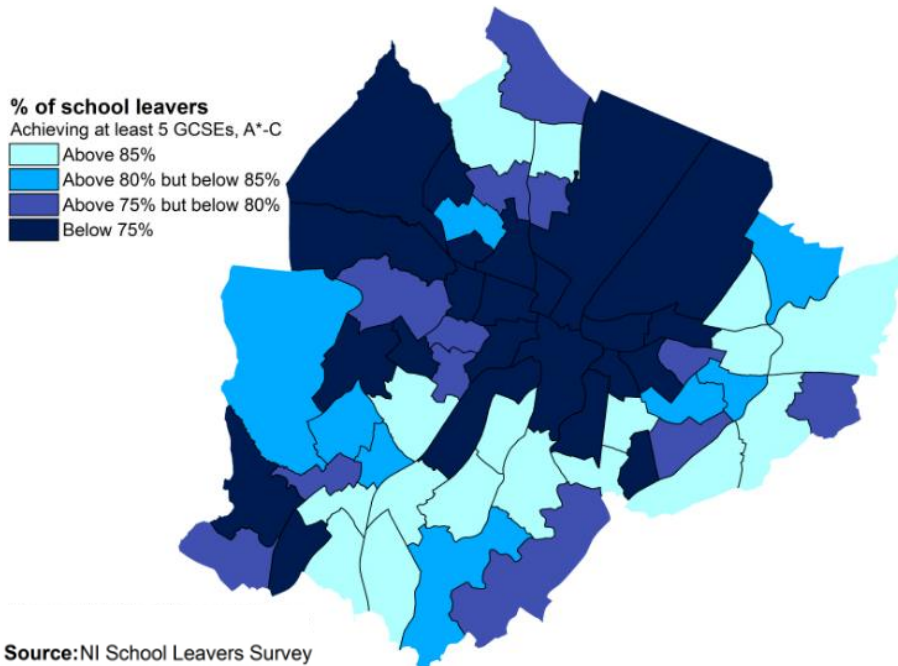 % of school leavers
Achieving at least 5 GCSEs, A*-C
Above 85%
Above 80% but below 85%
Above 75% but below 80%
Below 75%
Source:NI School Leavers Survey